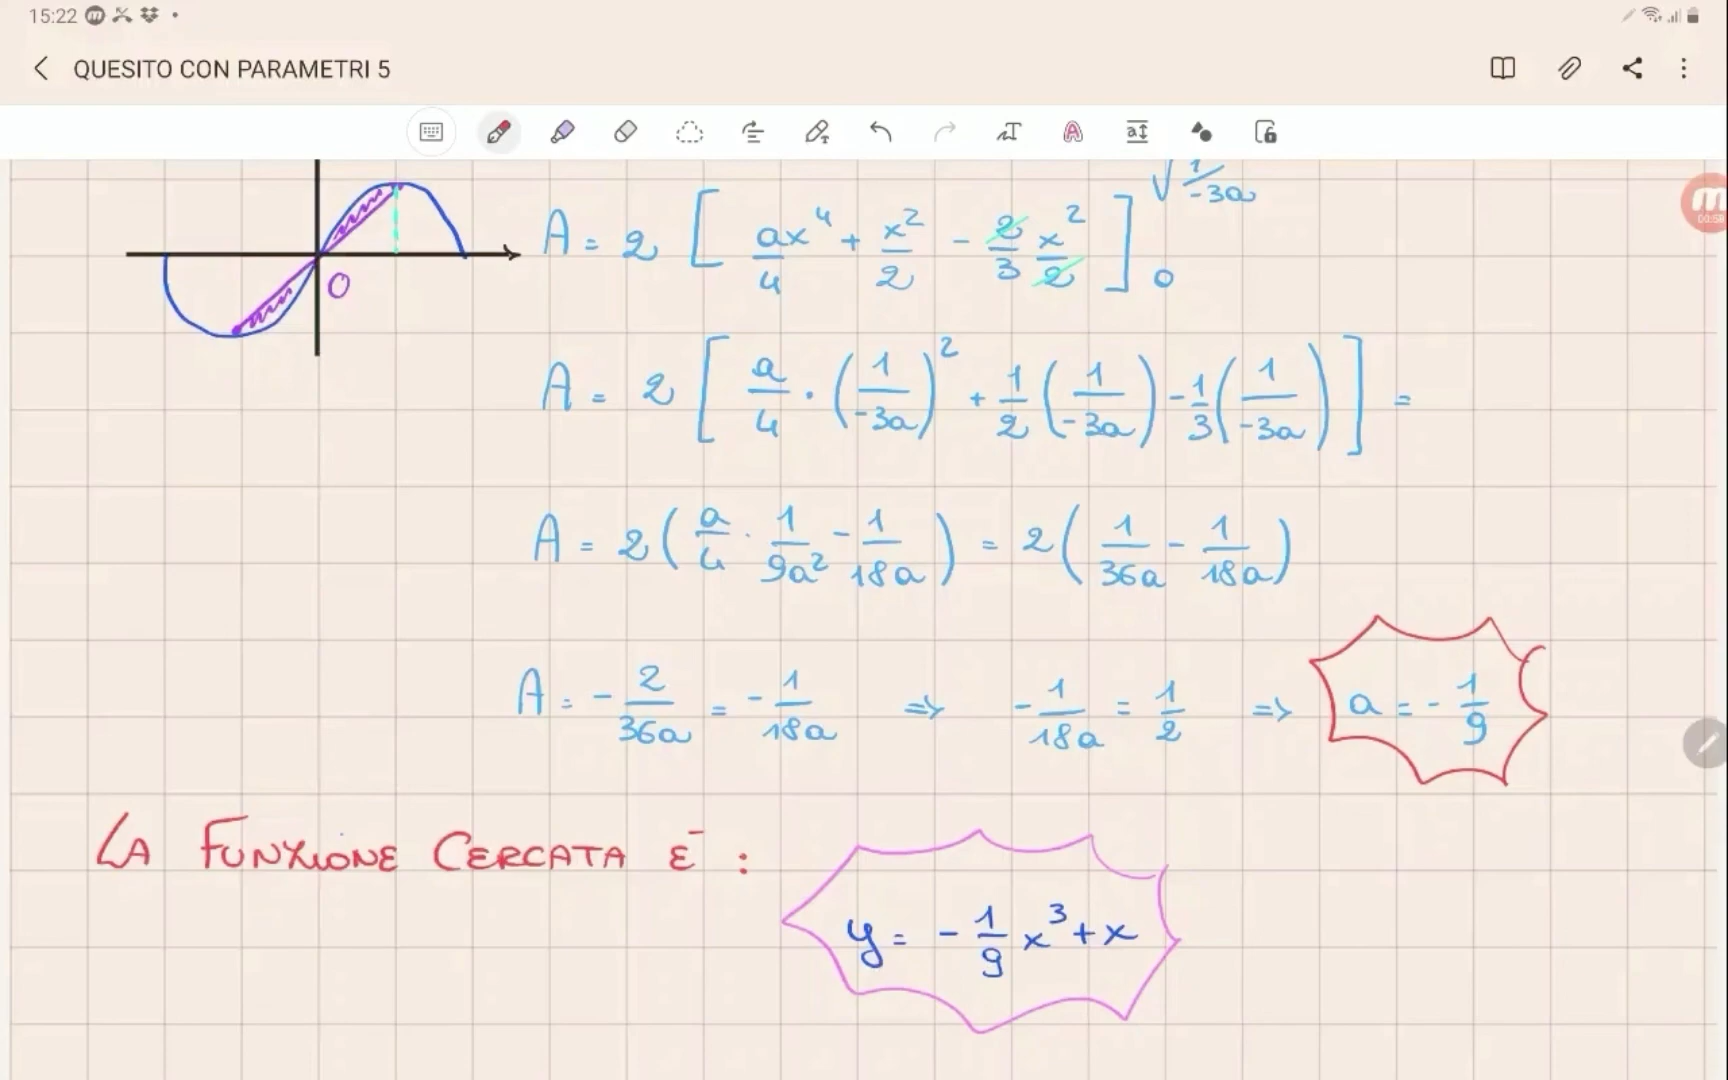 15:22
QUESITO CON PARAMETRI 5
00:58
A = 2 [ ax⁴/4 + x²/2 - 2/3 x²/2 ]₀^√(1/-3a)
O
A = 2 [ a/4 · (1/-3a)² + 1/2 (1/-3a) - 1/3 (1/-3a) ] =
A = 2 ( a/4 · 1/9a² - 1/18a ) = 2 ( 1/36a - 1/18a )
A = - 2/36a = - 1/18a ⇒ - 1/18a = 1/2 ⇒ a = - 1/9
LA FUNZIONE CERCATA E' :
y = - 1/9 x³ + x